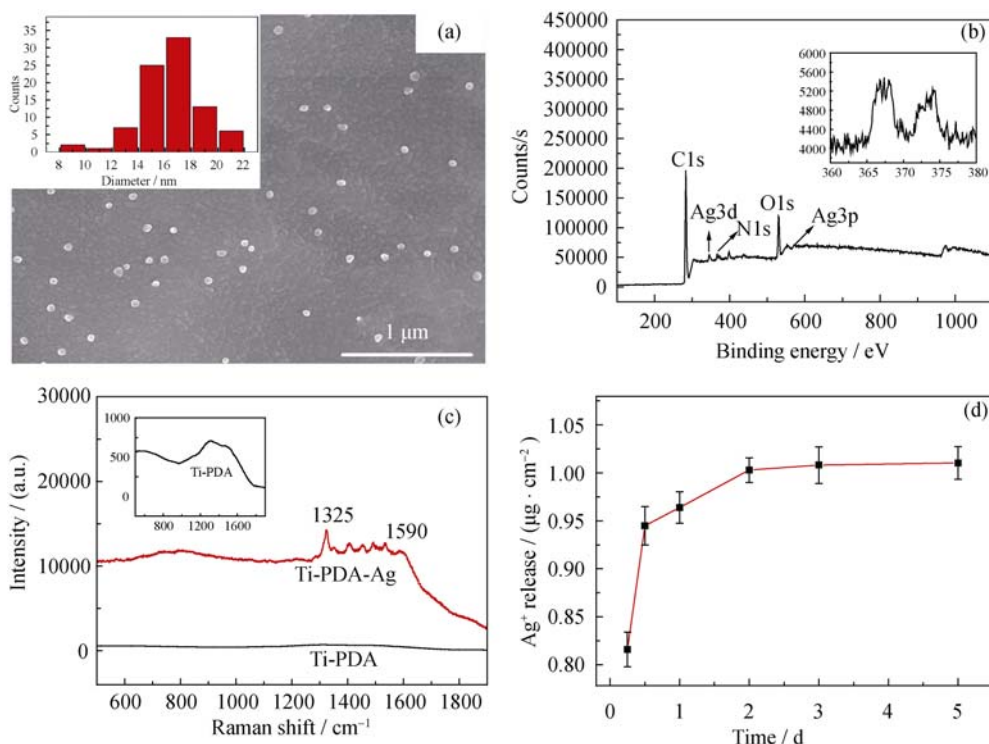 (a)
Counts
35
30
25
20
15
10
5
0
8 10 12 14 16 18 20 22
Diameter / nm
1 μm
(b)
Counts/s
450000
400000
350000
300000
250000
200000
150000
100000
50000
0
C1s
Ag3d
N1s
O1s
Ag3p
6000
5600
5200
4800
4400
4000
360 365 370 375 380
200 400 600 800 1000
Binding energy / eV
(c)
Intensity / (a.u.)
30000
20000
10000
0
1000
500
0
Ti-PDA
800 1200 1600
1325
1590
Ti-PDA-Ag
Ti-PDA
600 800 1000 1200 1400 1600 1800
Raman shift / cm⁻¹
(d)
Ag⁺ release / (μg · cm⁻²)
1.05
1.00
0.95
0.90
0.85
0.80
0 1 2 3 4 5
Time / d